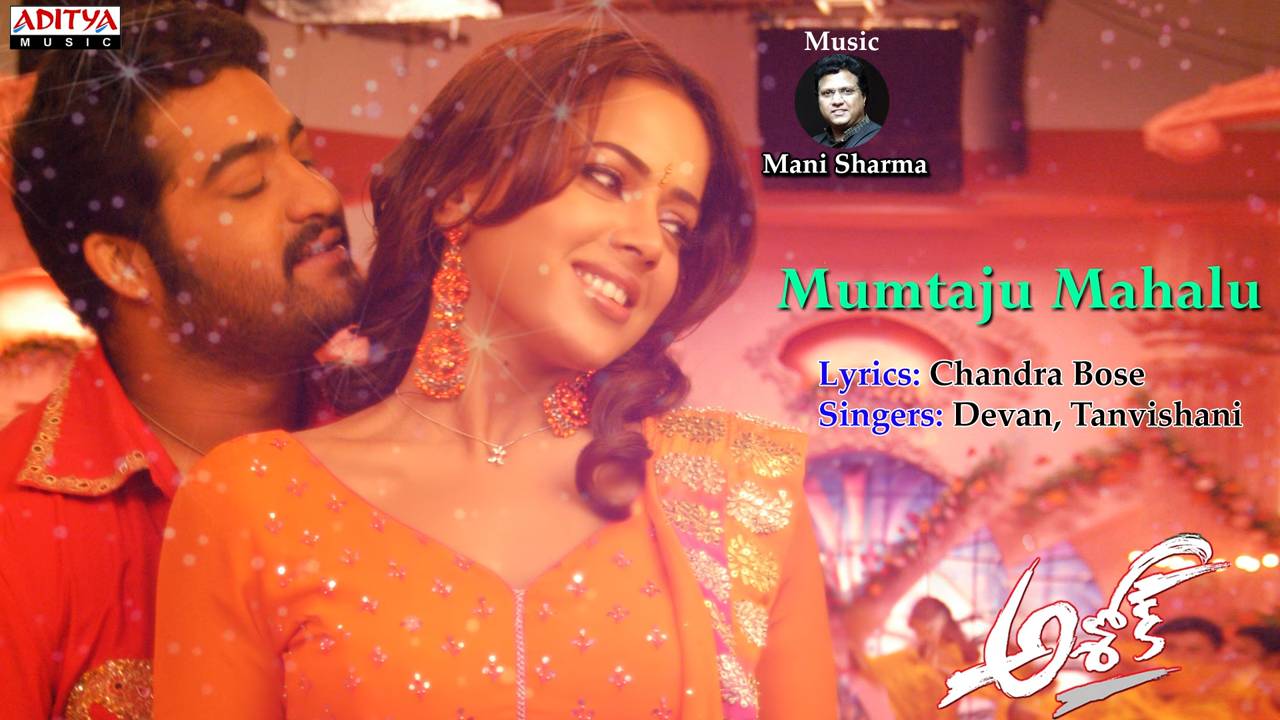 ADITYA
MUSIC
Music
Mani Sharma
Mumtaju Mahalu
Lyrics: Chandra Bose
Singers: Devan, Tanvishani
అశోక్